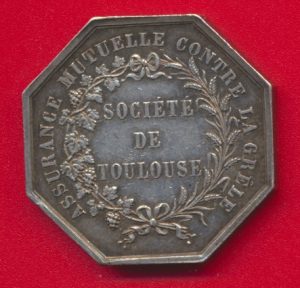 ASSURANCE MUTUELLE CONTRE LA GRÊLE
SOCIÉTÉ
DE
TOULOUSE